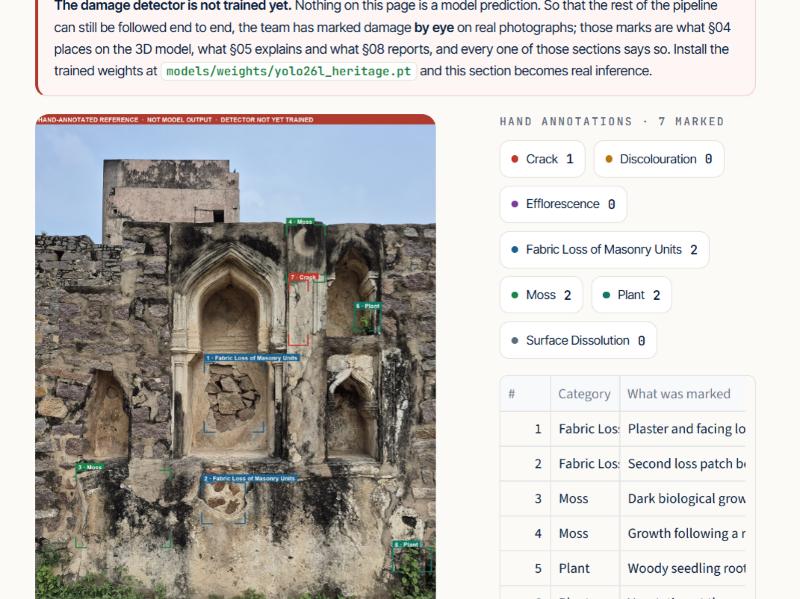 The damage detector is not trained yet. Nothing on this page is a model prediction. So that the rest of the pipeline
can still be followed end to end, the team has marked damage by eye on real photographs; those marks are what §04
places on the 3D model, what §05 explains and what §08 reports, and every one of those sections says so. Install the
trained weights at models/weights/yolo26l_heritage.pt and this section becomes real inference.
HAND-ANNOTATED REFERENCE · NOT MODEL OUTPUT · DETECTOR NOT YET TRAINED
4 · Moss
7 · Crack
6 · Plant
1 · Fabric Loss of Masonry Units
3 · Moss
2 · Fabric Loss of Masonry Units
HAND ANNOTATIONS · 7 MARKED
Crack 1
Discolouration 0
Efflorescence 0
Fabric Loss of Masonry Units 2
Moss 2
Plant 2
Surface Dissolution 0
# Category What was marked
1 Fabric Los Plaster and facing lo
2 Fabric Los Second loss patch be
3 Moss Dark biological grow
4 Moss Growth following a r
5 Plant Woody seedling root